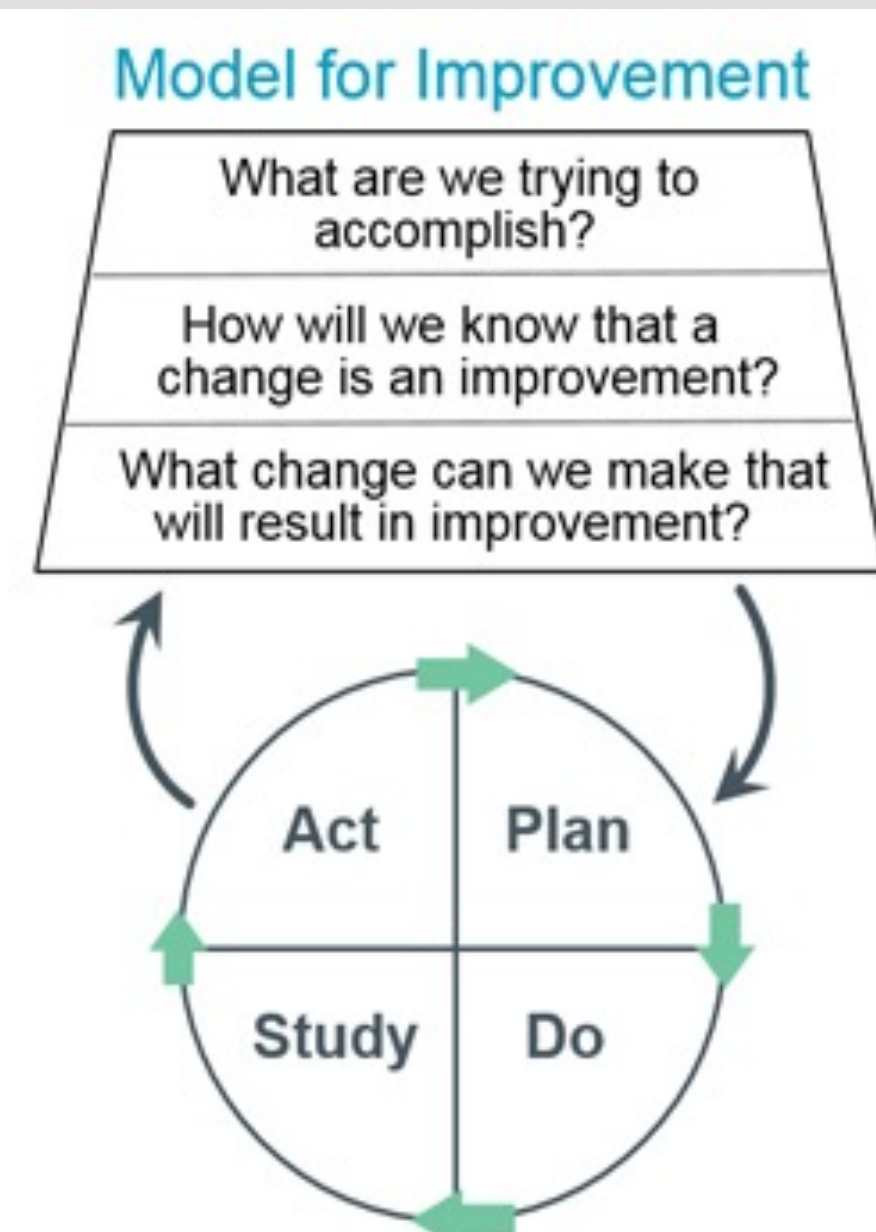 Model for Improvement
What are we trying to
accomplish?
How will we know that a
change is an improvement?
What change can we make that
will result in improvement?
Act
Plan
Study
Do